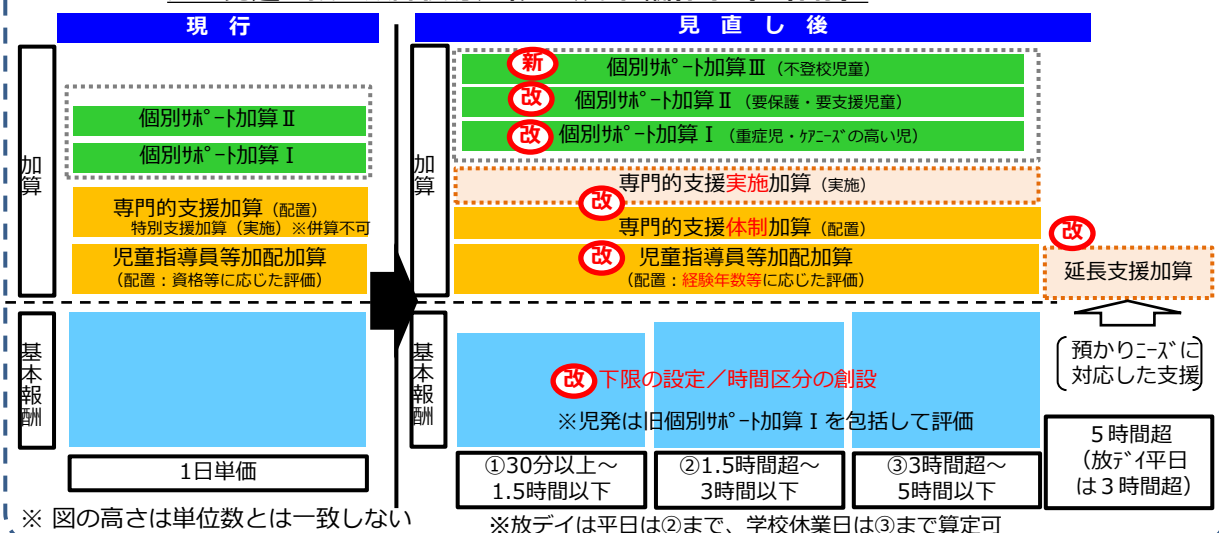 現 行
見 直 し 後
加算
個別ｻﾎﾟｰﾄ加算Ⅱ
個別ｻﾎﾟｰﾄ加算Ⅰ
専門的支援加算（配置）
特別支援加算（実施）※併算不可
児童指導員等加配加算
（配置：資格等に応じた評価）
基本報酬
1日単価
※ 図の高さは単位数とは一致しない
加算
新
個別ｻﾎﾟｰﾄ加算Ⅲ（不登校児童）
改
個別ｻﾎﾟｰﾄ加算Ⅱ（要保護・要支援児童）
改
個別ｻﾎﾟｰﾄ加算Ⅰ（重症児・ｹｱﾆｰｽﾞの高い児）
専門的支援実施加算（実施）
改
専門的支援体制加算（配置）
改
児童指導員等加配加算
（配置：経験年数等に応じた評価）
改
延長支援加算
預かりﾆｰｽﾞに
対応した支援
基本報酬
改
下限の設定／時間区分の創設
※児発は旧個別ｻﾎﾟｰﾄ加算Ⅰを包括して評価
①30分以上～
1.5時間以下
②1.5時間超～
3時間以下
③3時間超～
5時間以下
５時間超
（放ﾃﾞｲ平日
は３時間超）
※放デイは平日は②まで、学校休業日は③まで算定可